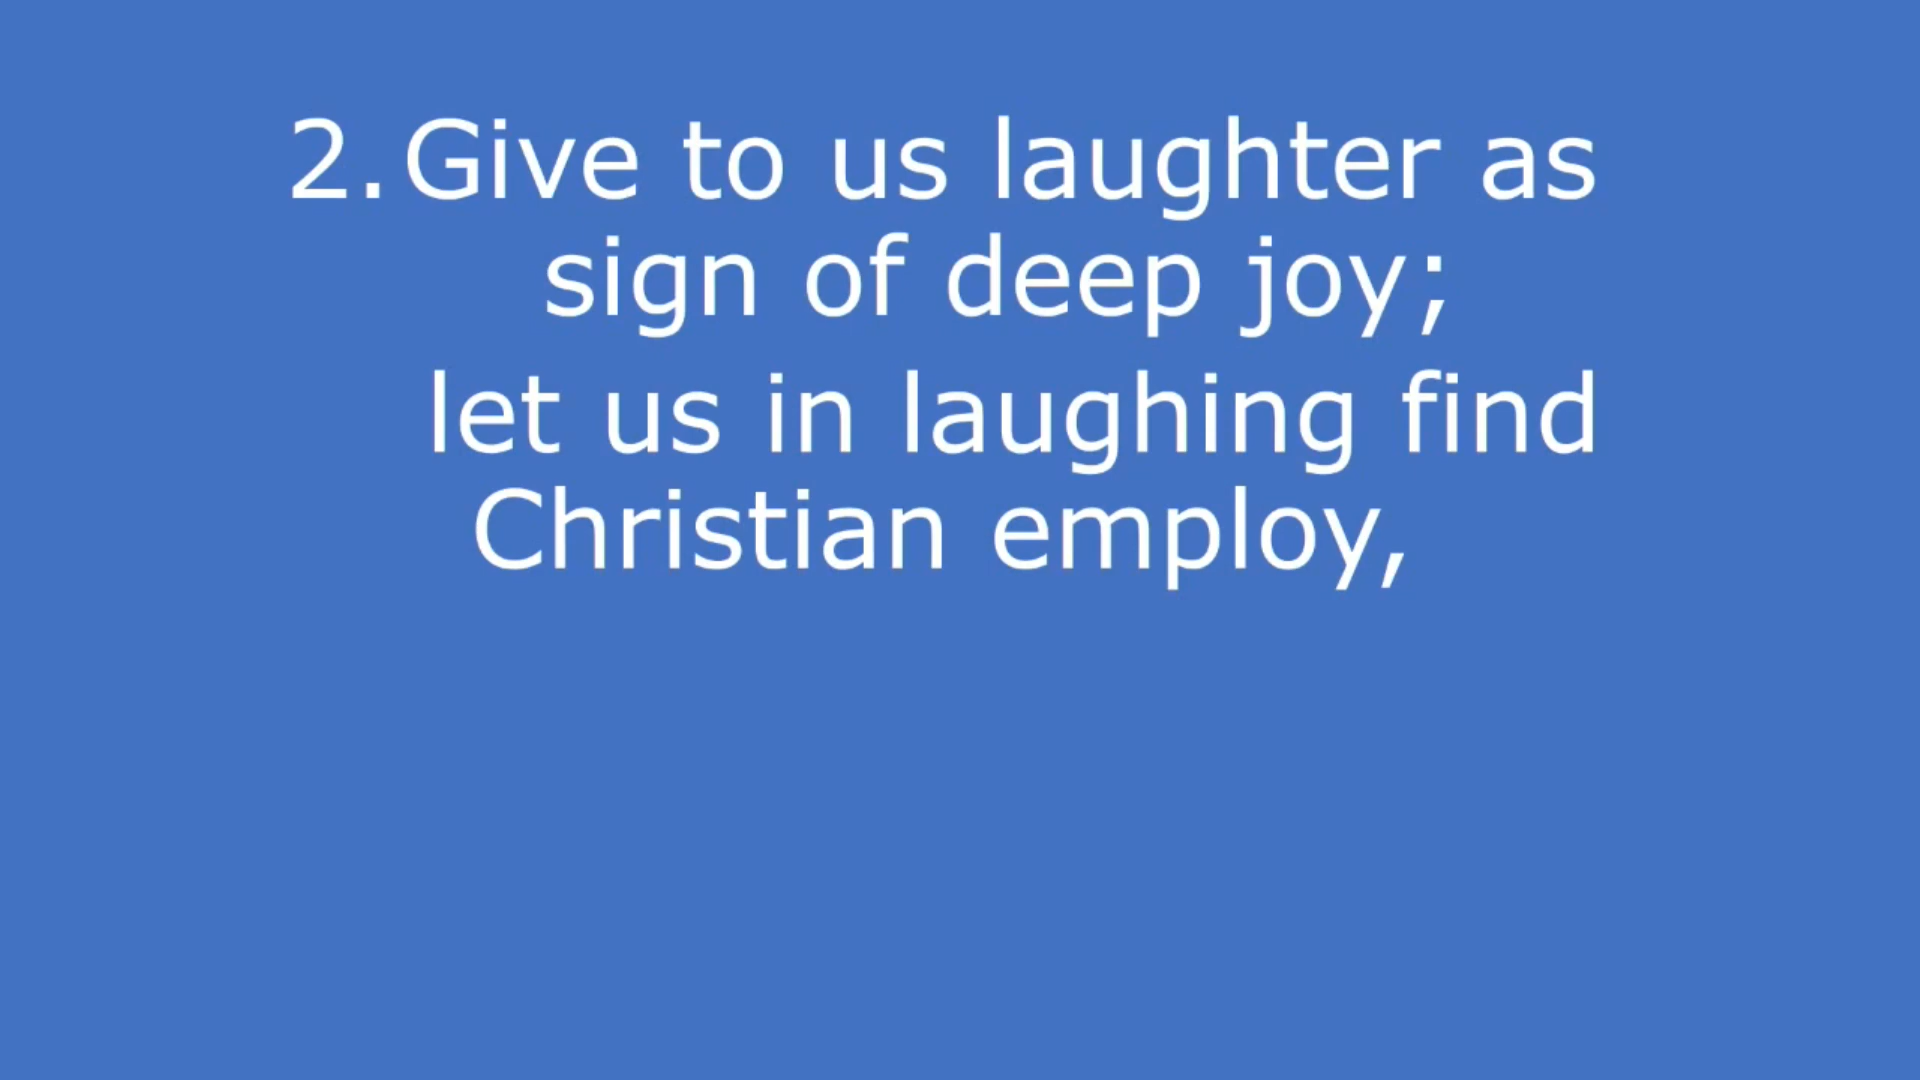 2. Give to us laughter as
sign of deep joy;
let us in laughing find
Christian employ,